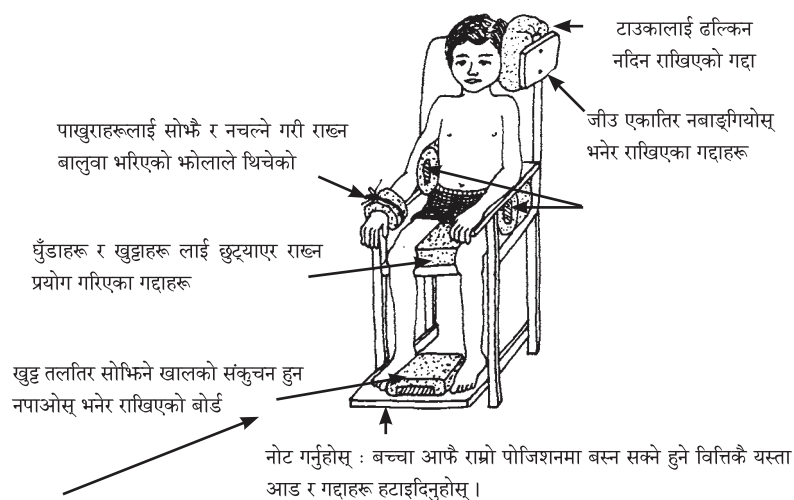 टाउकालाई ढल्किन
नदिन राखिएको गद्दा
जीउ एकातिर नबाङ्गियोस्
भनेर राखिएका गद्दाहरू
पाखुराहरूलाई सोझै र नचल्ने गरी राख्न
बालुवा भरिएको झोलाले थिचेको
घुँडाहरू र खुट्टाहरू लाई छुट्याएर राख्न
प्रयोग गरिएका गद्दाहरू
खुट्ट तलतिर सोझिने खालको संकुचन हुन
नपाओस् भनेर राखिएको बोर्ड
नोट गर्नुहोस् : बच्चा आफै राम्रो पोजिशनमा बस्न सक्ने हुने वित्तिकै यस्ता
आड र गद्दाहरू हटाइदिनुहोस् ।